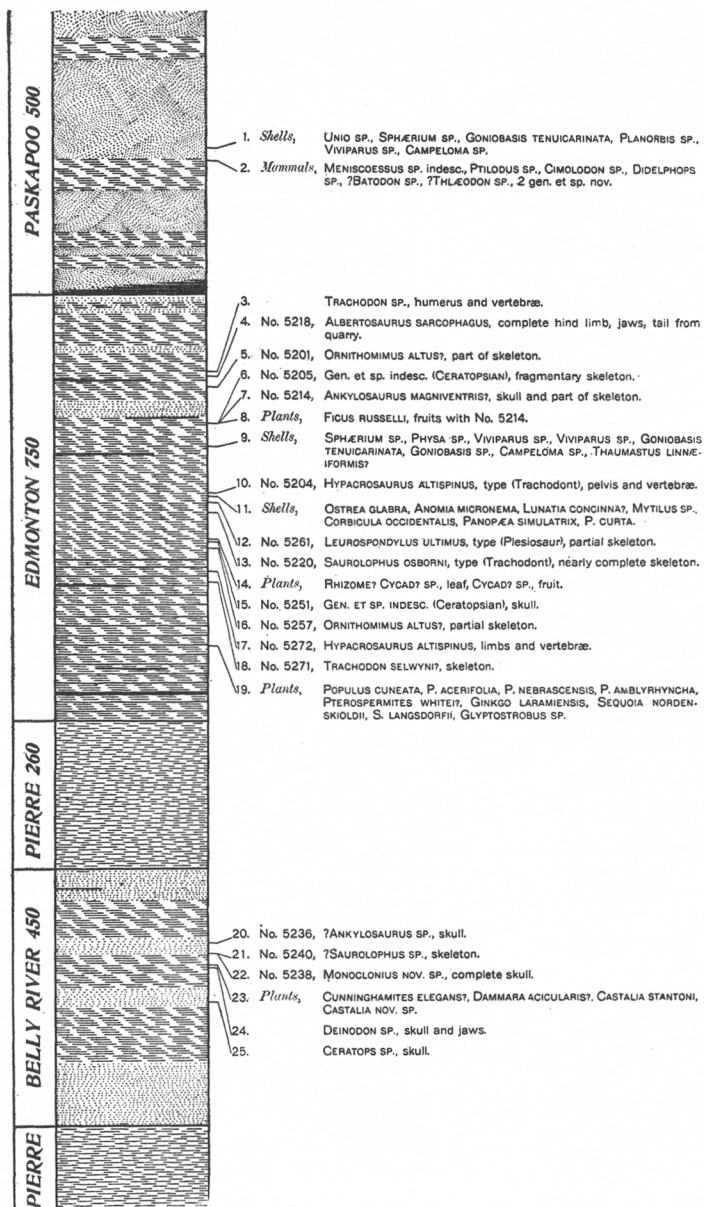 PASKAPOO 500
1. Shells, UNIO SP., SPHÆRIUM SP., GONIOBASIS TENUICARINATA, PLANORBIS SP.,
VIVIPARUS SP., CAMPELOMA SP.
2. Mammals, MENISCOESSUS SP. indesc., PTILODUS SP., CIMOLODON SP., DIDELPHOPS
SP., ?BATODON SP., ?THLÆODON SP., 2 gen. et sp. nov.
EDMONTON 750
3. TRACHODON SP., humerus and vertebræ.
4. No. 5218, ALBERTOSAURUS SARCOPHAGUS, complete hind limb, jaws, tail from
quarry.
5. No. 5201, ORNITHOMIMUS ALTUS?, part of skeleton.
6. No. 5205, Gen. et sp. indesc. (CERATOPSIAN), fragmentary skeleton.
7. No. 5214, ANKYLOSAURUS MAGNIVENTRIS?, skull and part of skeleton.
8. Plants, FICUS RUSSELLI, fruits with No. 5214.
9. Shells, SPHÆRIUM SP., PHYSA SP., VIVIPARUS SP., VIVIPARUS SP., GONIOBASIS
TENUICARINATA, GONIOBASIS SP., CAMPELOMA SP., THAUMASTUS LINNÆ-
IFORMIS?
10. No. 5204, HYPACROSAURUS ALTISPINUS, type (Trachodont), pelvis and vertebræ.
11. Shells, OSTREA GLABRA, ANOMIA MICRONEMA, LUNATIA CONCINNA?, MYTILUS SP.,
CORBICULA OCCIDENTALIS, PANOPÆA SIMULATRIX, P. CURTA.
12. No. 5261, LEUROSPONDYLUS ULTIMUS, type (Plesiosaur), partial skeleton.
13. No. 5220, SAUROLOPHUS OSBORNI, type (Trachodont), nearly complete skeleton.
14. Plants, RHIZOME? CYCAD? SP., leaf, CYCAD? SP., fruit.
15. No. 5251, GEN. ET SP. INDESC. (Ceratopsian), skull.
16. No. 5257, ORNITHOMIMUS ALTUS?, partial skeleton.
17. No. 5272, HYPACROSAURUS ALTISPINUS, limbs and vertebræ.
18. No. 5271, TRACHODON SELWYNI?, skeleton.
19. Plants, POPULUS CUNEATA, P. ACERIFOLIA, P. NEBRASCENSIS, P. AMBLYRHYNCHA,
PTEROSPERMITES WHITEI?, GINKGO LARAMIENSIS, SEQUOIA NORDEN-
SKIOLDII, S. LANGSDORFII, GLYPTOSTROBUS SP.
PIERRE 260
BELLY RIVER 450
20. No. 5236, ?ANKYLOSAURUS SP., skull.
21. No. 5240, ?SAUROLOPHUS SP., skeleton.
22. No. 5238, MONOCLONIUS NOV. SP., complete skull.
23. Plants, CUNNINGHAMITES ELEGANS?, DAMMARA ACICULARIS?, CASTALIA STANTONI,
CASTALIA NOV. SP.
24. DEINODON SP., skull and jaws.
25. CERATOPS SP., skull.
PIERRE